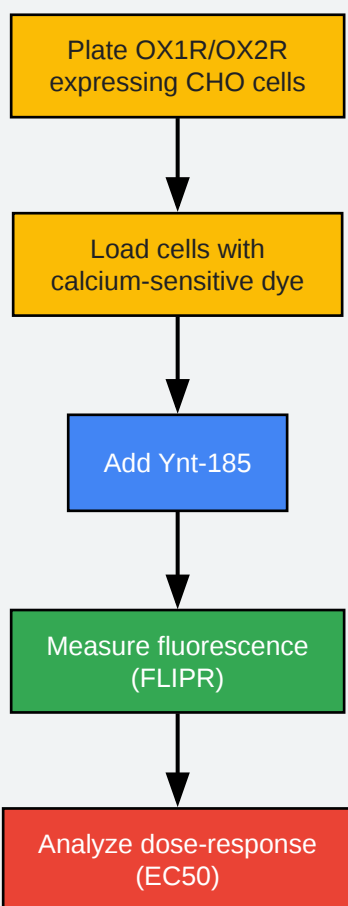 Plate OX1R/OX2R
expressing CHO cells
Load cells with
calcium-sensitive dye
Add Ynt-185
Measure fluorescence
(FLIPR)
Analyze dose-response
(EC50)